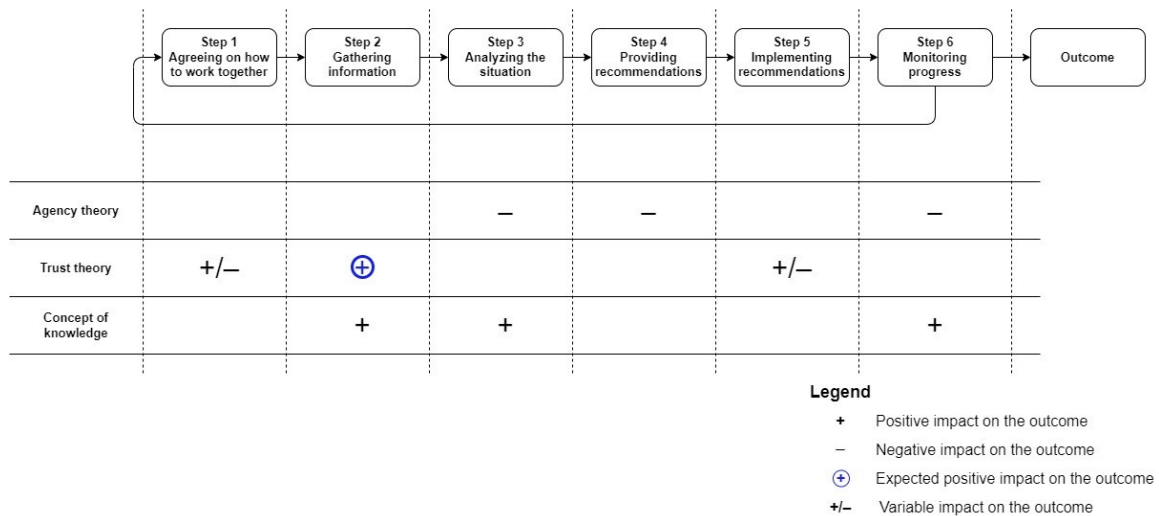 Step 1
Agreeing on how
to work together
Step 2
Gathering
information
Step 3
Analyzing the
situation
Step 4
Providing
recommendations
Step 5
Implementing
recommendations
Step 6
Monitoring
progress
Outcome
Agency theory
– – –
Trust theory
+/– + +/–
Concept of
knowledge
+ + +
Legend
+ Positive impact on the outcome
– Negative impact on the outcome
+ Expected positive impact on the outcome
+/– Variable impact on the outcome